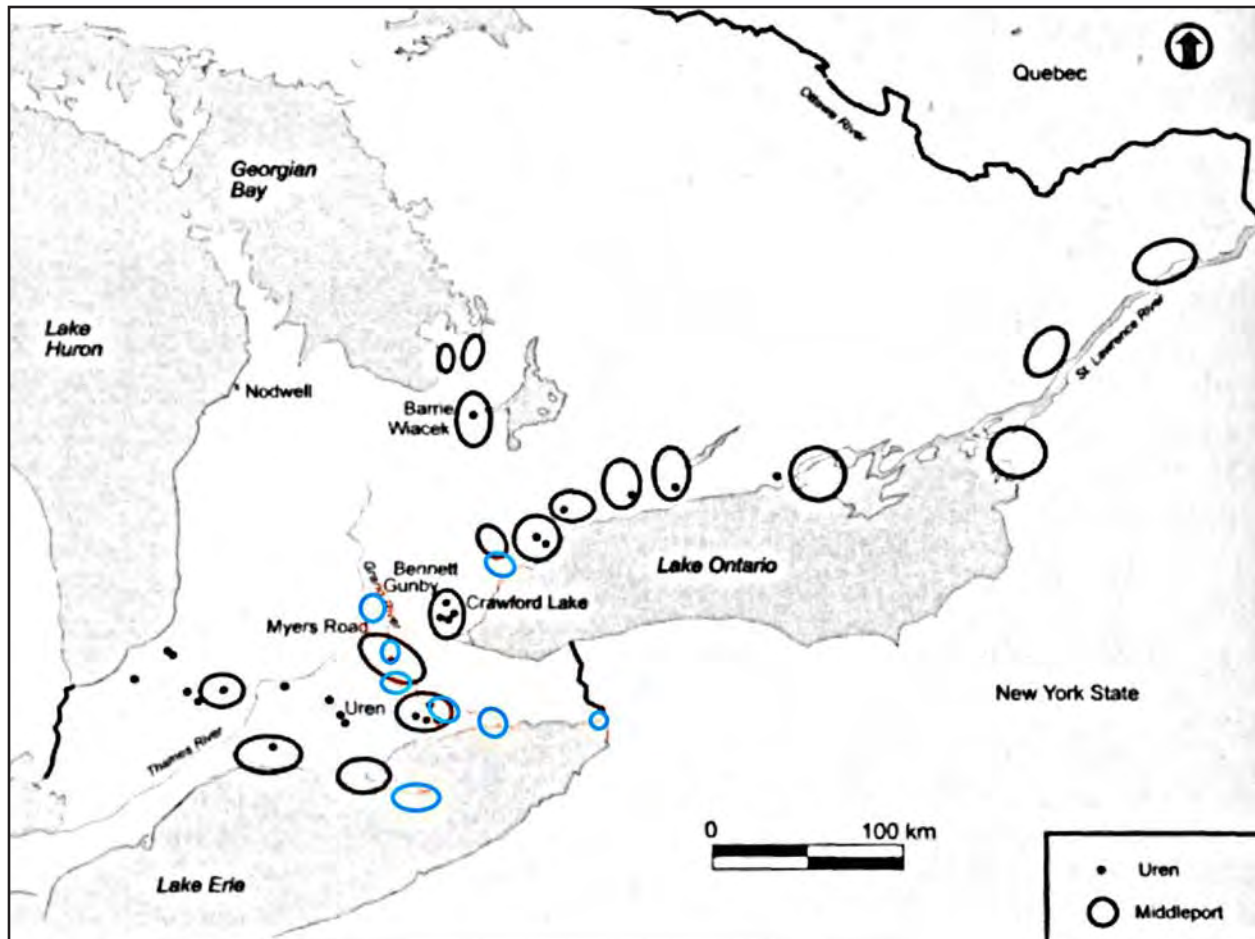 Quebec
Ottawa River
Georgian
Bay
Lake
Huron
St. Lawrence River
Nodwell
Barrie
Wiacek
Lake Ontario
Bennett
Gunby
Crawford Lake
Myers Road
New York State
Uren
Thames River
0 100 km
Lake Erie
Uren
Middleport